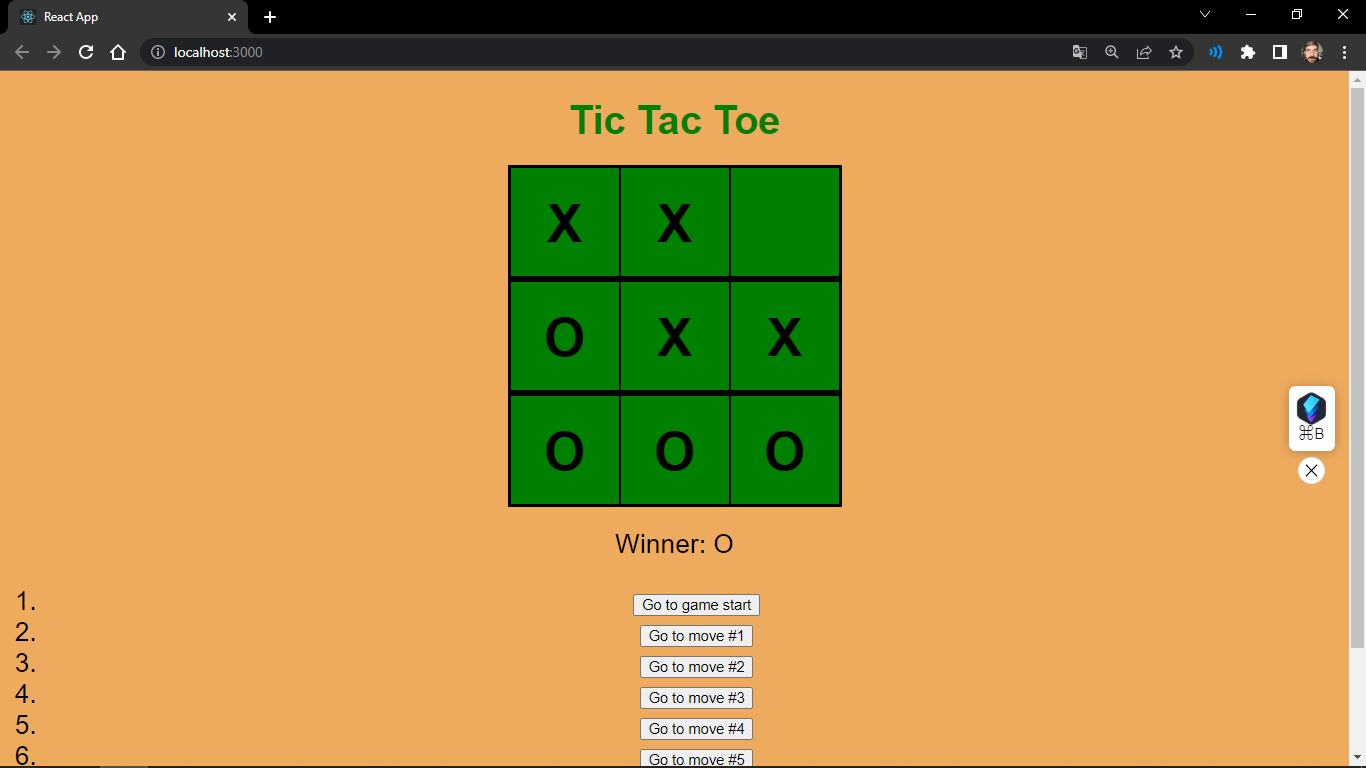 React App
localhost:3000
Tic Tac Toe
X X
O X X
O O O
Winner: O
1. Go to game start
2. Go to move #1
3. Go to move #2
4. Go to move #3
5. Go to move #4
6. Go to move #5
⌘B